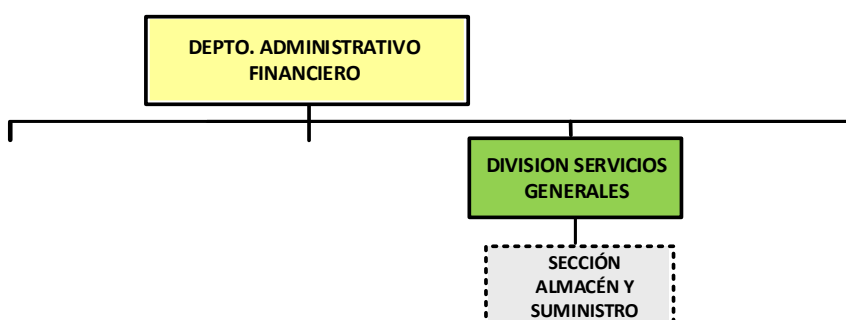 DEPTO. ADMINISTRATIVO
FINANCIERO
DIVISION SERVICIOS
GENERALES
SECCIÓN
ALMACÉN Y
SUMINISTRO